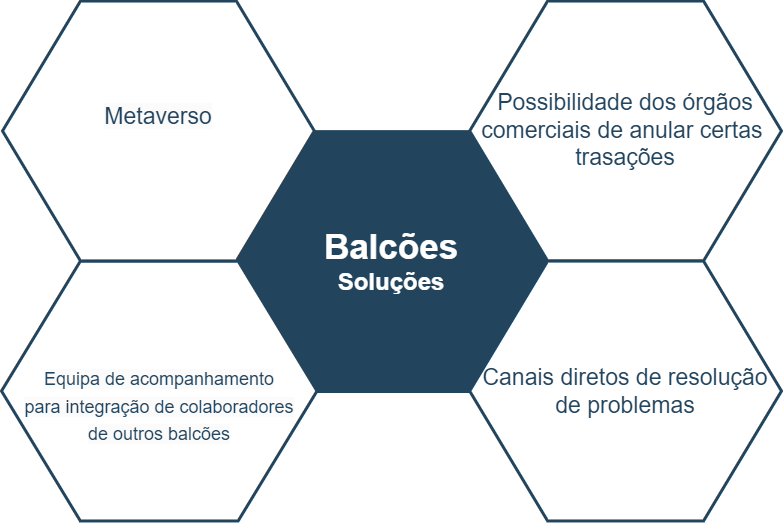 Metaverso
Possibilidade dos órgãos
comerciais de anular certas
trasações
Balcões
Soluções
Equipa de acompanhamento
para integração de colaboradores
de outros balcões
Canais diretos de resolução
de problemas